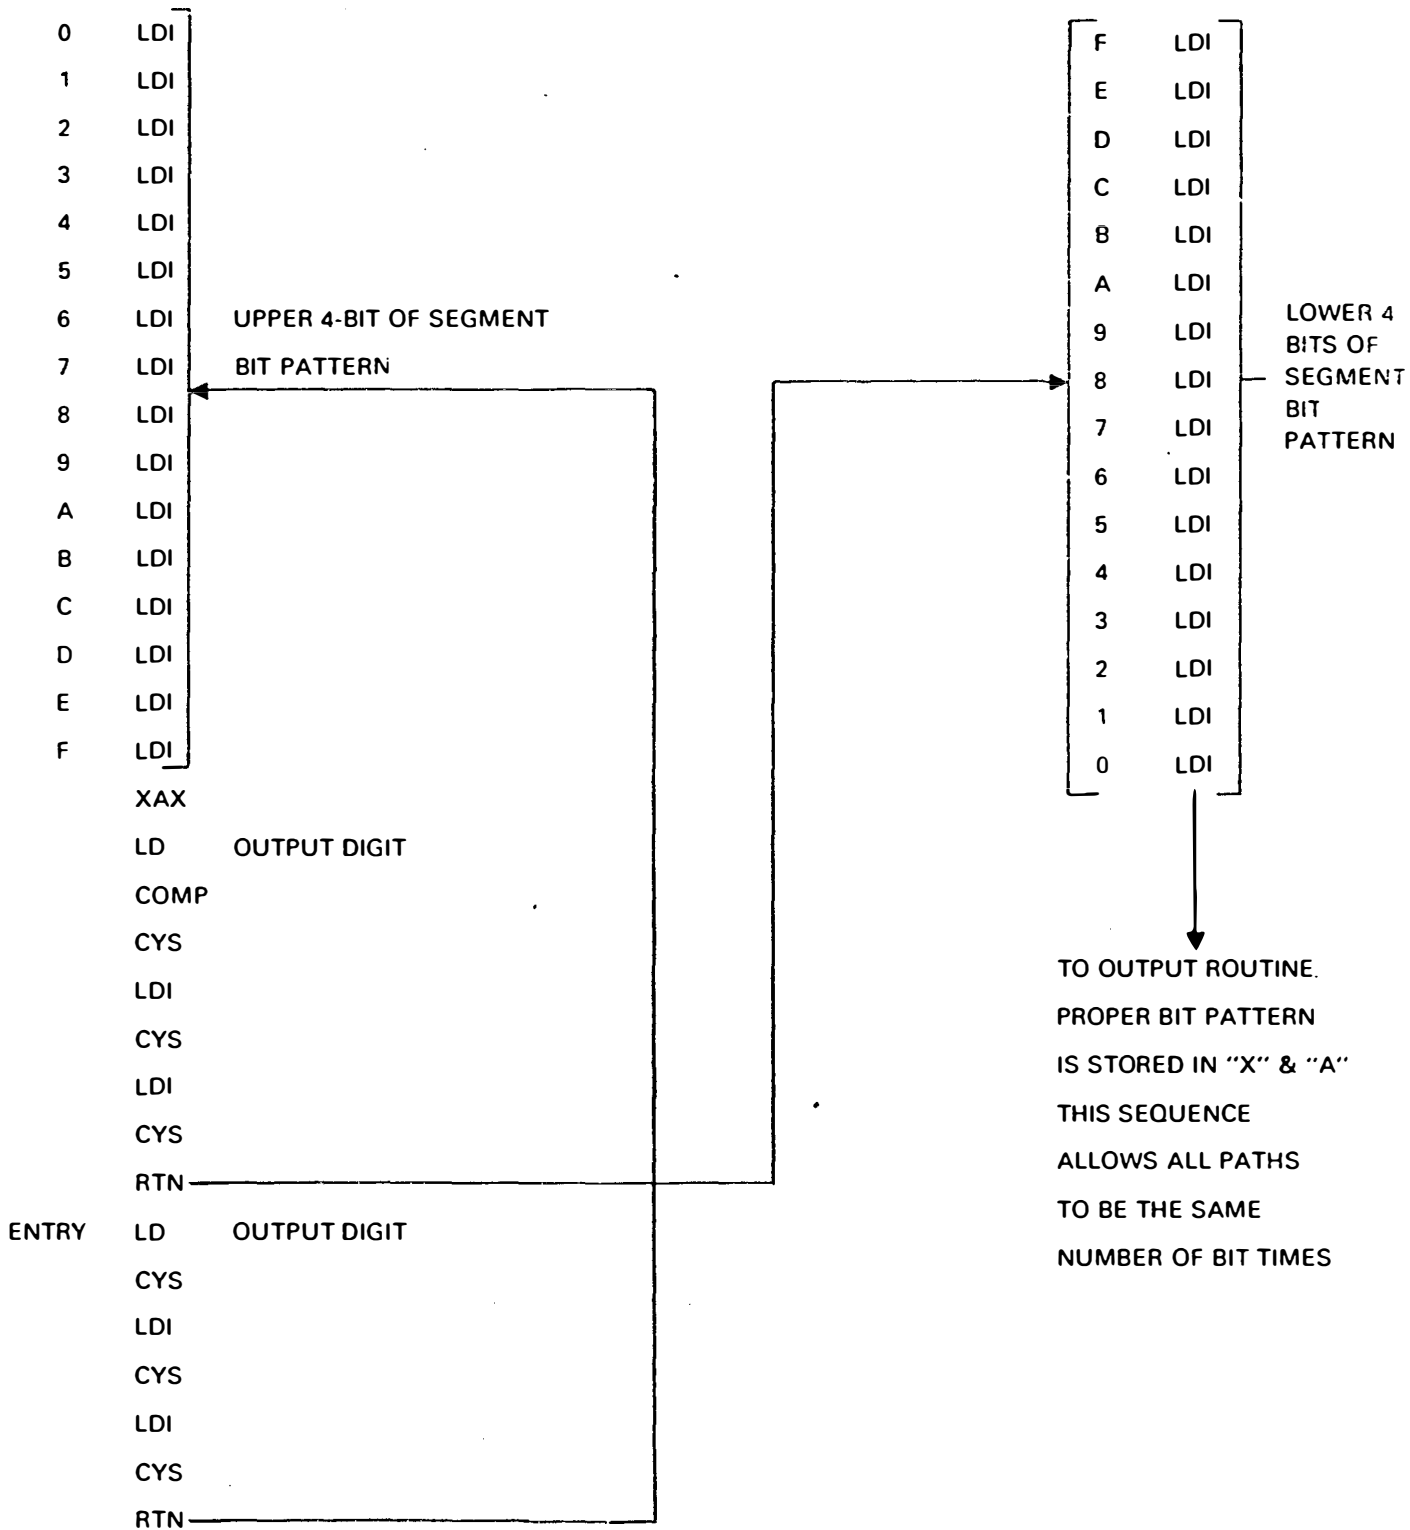 0 LDI
1 LDI
2 LDI
3 LDI
4 LDI
5 LDI
6 LDI UPPER 4-BIT OF SEGMENT
7 LDI BIT PATTERN
8 LDI
9 LDI
A LDI
B LDI
C LDI
D LDI
E LDI
F LDI
XAX
LD OUTPUT DIGIT
COMP
CYS
LDI
CYS
LDI
CYS
RTN
ENTRY LD OUTPUT DIGIT
CYS
LDI
CYS
LDI
CYS
RTN
F LDI
E LDI
D LDI
C LDI
B LDI
A LDI
9 LDI
8 LDI
7 LDI
6 LDI
5 LDI
4 LDI
3 LDI
2 LDI
1 LDI
0 LDI
LOWER 4
BITS OF
SEGMENT
BIT
PATTERN
TO OUTPUT ROUTINE.
PROPER BIT PATTERN
IS STORED IN "X" & "A"
THIS SEQUENCE
ALLOWS ALL PATHS
TO BE THE SAME
NUMBER OF BIT TIMES